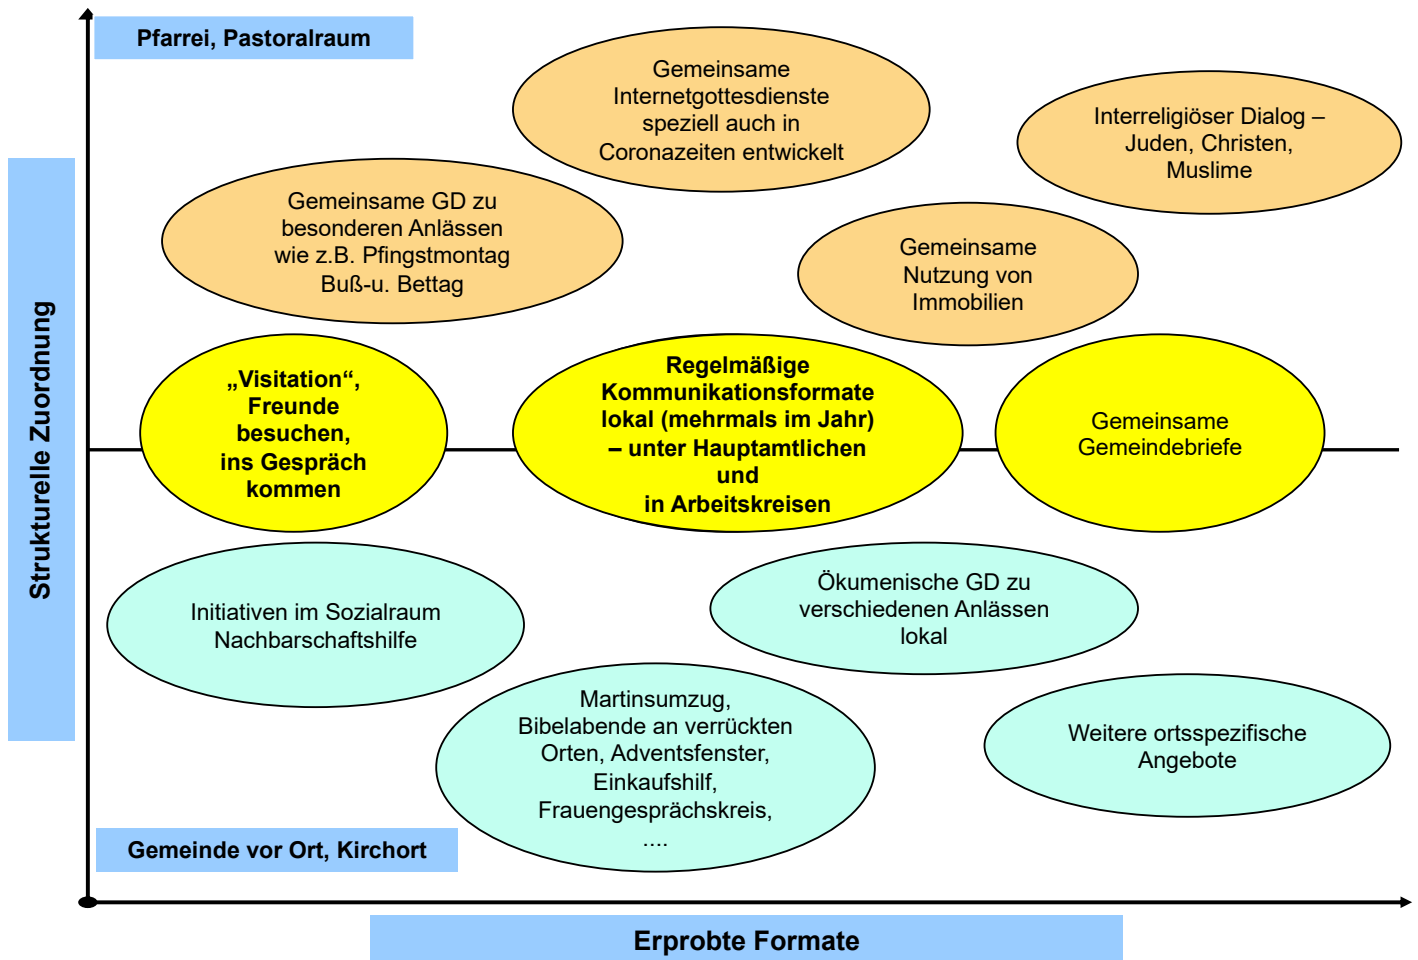 Pfarrei, Pastoralraum
Gemeinsame
Internetgottesdienste
speziell auch in
Coronazeiten entwickelt
Interreligiöser Dialog –
Juden, Christen,
Muslime
Gemeinsame GD zu
besonderen Anlässen
wie z.B. Pfingstmontag
Buß-u. Bettag
Gemeinsame
Nutzung von
Immobilien
Strukturelle Zuordnung
„Visitation“,
Freunde
besuchen,
ins Gespräch
kommen
Regelmäßige
Kommunikationsformate
lokal (mehrmals im Jahr)
– unter Hauptamtlichen
und
in Arbeitskreisen
Gemeinsame
Gemeindebriefe
Initiativen im Sozialraum
Nachbarschaftshilfe
Ökumenische GD zu
verschiedenen Anlässen
lokal
Martinsumzug,
Bibelabende an verrückten
Orten, Adventsfenster,
Einkaufshilf,
Frauengesprächskreis,
....
Weitere ortsspezifische
Angebote
Gemeinde vor Ort, Kirchort
Erprobte Formate